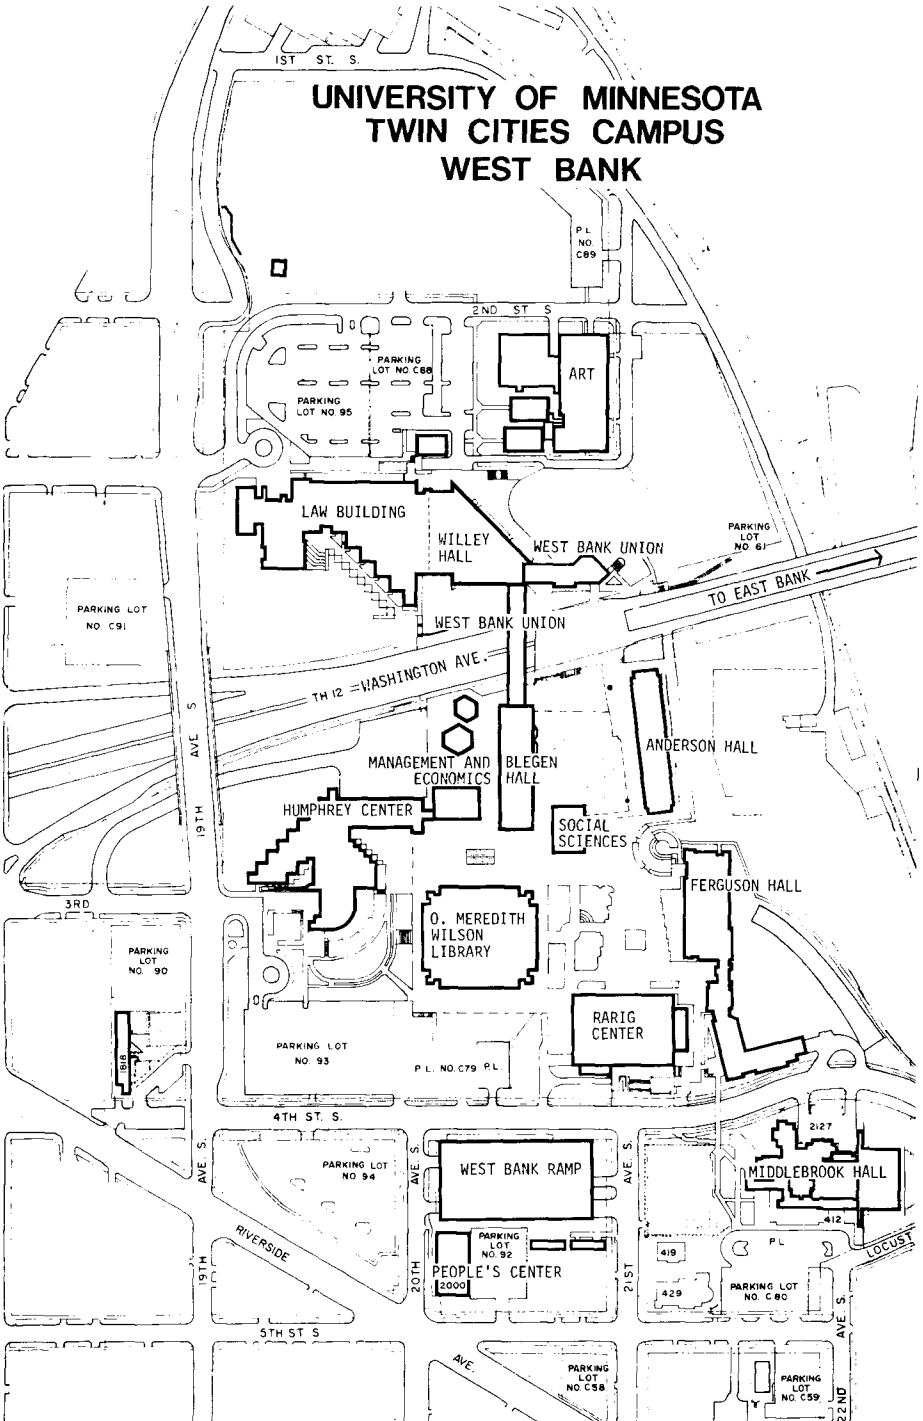 1ST ST. S.
UNIVERSITY OF MINNESOTA
TWIN CITIES CAMPUS
WEST BANK
P L
NO.
C89
2ND ST S
PARKING
LOT NO. C88
ART
PARKING
LOT NO. 95
LAW BUILDING
WILLEY
HALL
WEST BANK UNION
PARKING
LOT
NO. 61
TO EAST BANK
PARKING LOT
NO. C91
WEST BANK UNION
TH 12 WASHINGTON AVE.
19TH AVE S
ANDERSON HALL
MANAGEMENT AND
ECONOMICS
BLEGEN
HALL
HUMPHREY CENTER
SOCIAL
SCIENCES
FERGUSON HALL
3RD
O. MEREDITH
WILSON
LIBRARY
PARKING
LOT
NO. 90
RARIG
CENTER
1818
PARKING LOT
NO. 93
P L. NO. C79 P.L.
4TH ST. S.
2127
19TH AVE S.
PARKING LOT
NO 94
20TH AVE S.
WEST BANK RAMP
21ST AVE S.
MIDDLEBROOK HALL
412
RIVERSIDE
PARKING
LOT
NO. 92
419
P L
LOCUST
PEOPLE'S CENTER
2000
429
PARKING LOT
NO. C80
5TH ST S
AVE.
PARKING
LOT
NO. C58
PARKING
LOT
NO. C59
22ND AVE S.